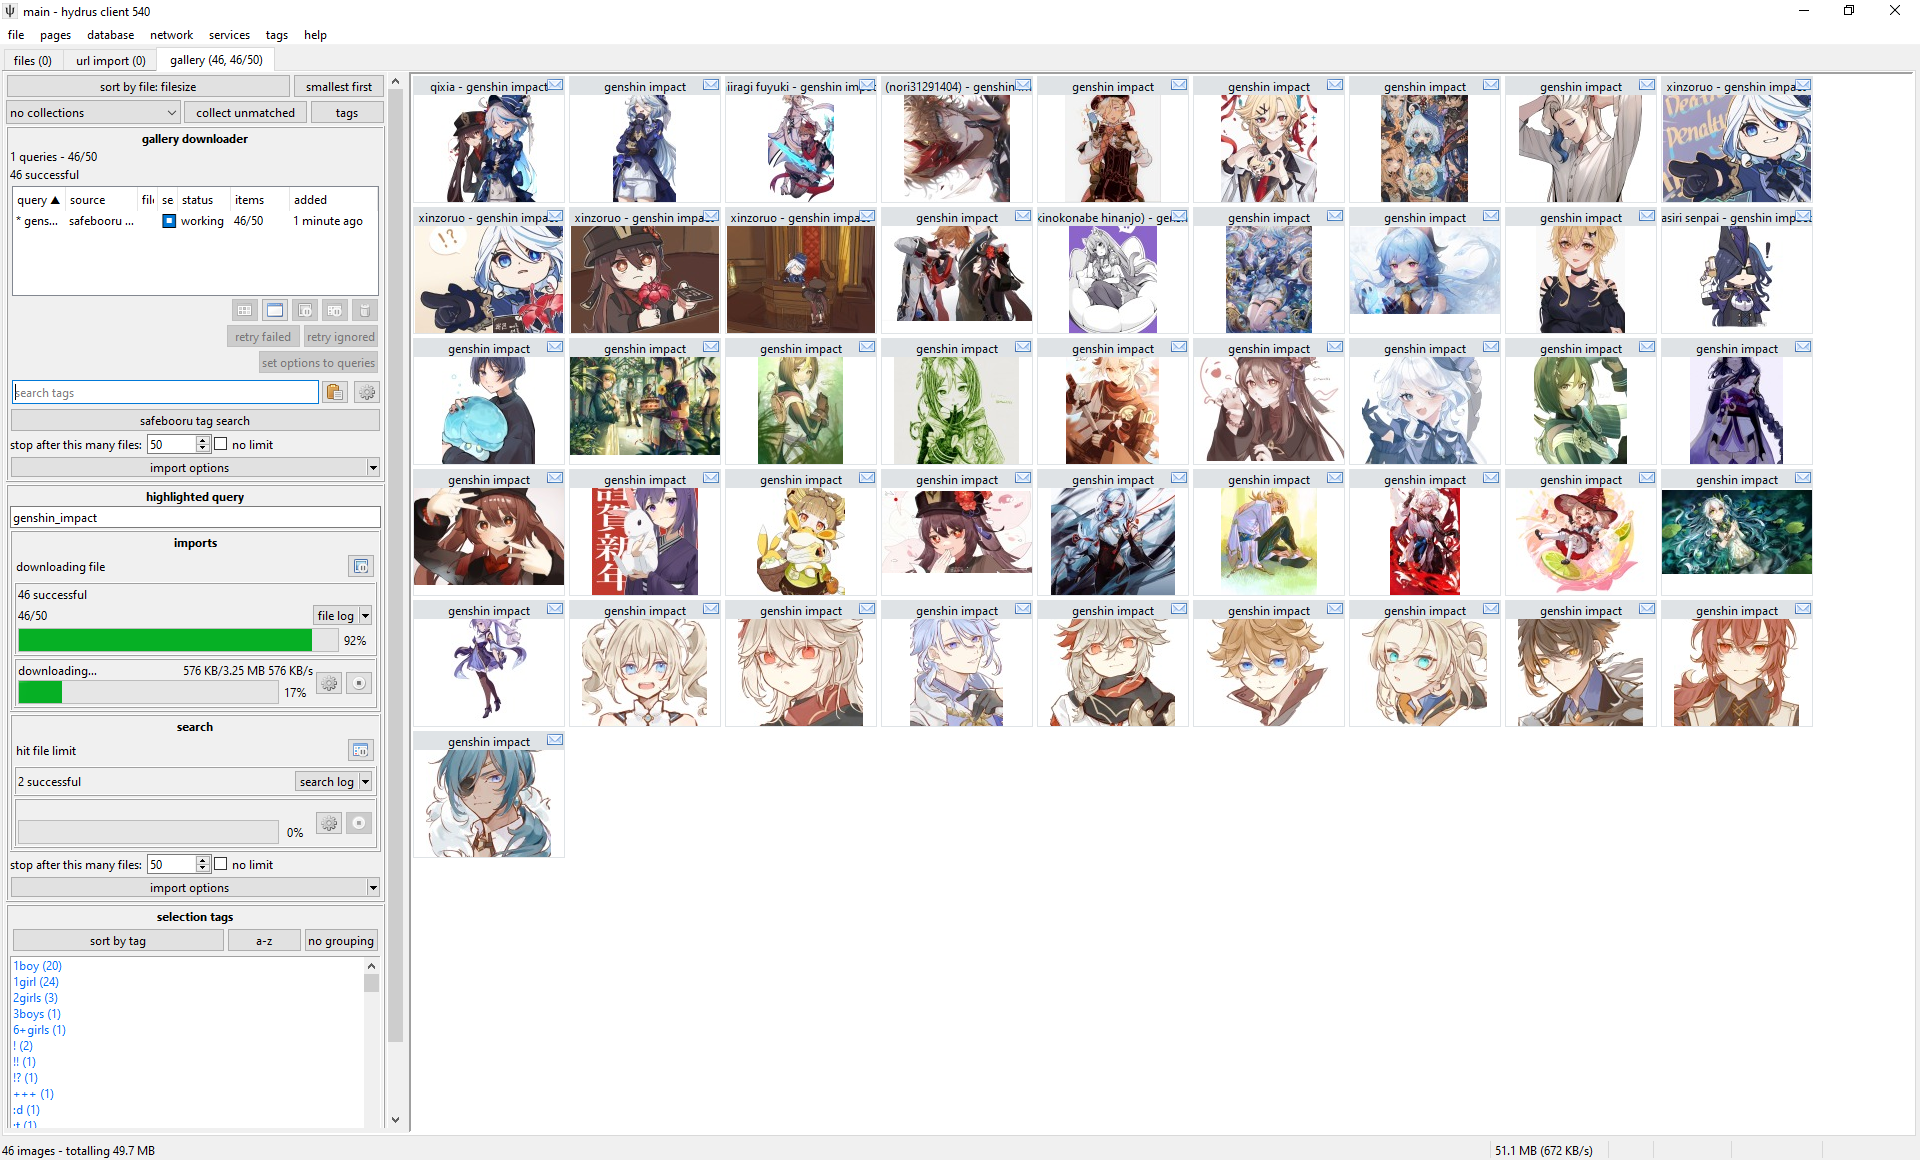 main - hydrus client 540
file pages database network services tags help
files (0) url import (0) gallery (46, 46/50)
sort by file: filesize smallest first
no collections collect unmatched tags
gallery downloader
1 queries - 46/50
46 successful
query source fil se status items added
* gens... safebooru ... working 46/50 1 minute ago
retry failed retry ignored
set options to queries
search tags
safebooru tag search
stop after this many files: 50 no limit
import options
highlighted query
genshin_impact
imports
downloading file
46 successful
46/50 file log
92%
downloading... 576 KB/3.25 MB 576 KB/s
17%
search
hit file limit
2 successful search log
0%
stop after this many files: 50 no limit
import options
selection tags
sort by tag a-z no grouping
1boy (20)
1girl (24)
2girls (3)
3boys (1)
6+girls (1)
! (2)
!! (1)
!? (1)
+++ (1)
:d (1)
:t (1)
qixia - genshin impact genshin impact iiragi fuyuki - genshin impact (nori31291404) - genshin genshin impact genshin impact genshin impact genshin impact xinzoruo - genshin impa
Death
Penalty
xinzoruo - genshin impa xinzoruo - genshin impa xinzoruo - genshin impa genshin impact kinokonabe hinanjo) - gen genshin impact genshin impact genshin impact asiri senpai - genshin impact
!?
!
genshin impact genshin impact genshin impact genshin impact genshin impact genshin impact genshin impact genshin impact genshin impact
genshin impact genshin impact genshin impact genshin impact genshin impact genshin impact genshin impact genshin impact genshin impact
賀新年
genshin impact genshin impact genshin impact genshin impact genshin impact genshin impact genshin impact genshin impact genshin impact
genshin impact
46 images - totalling 49.7 MB 51.1 MB (672 KB/s)